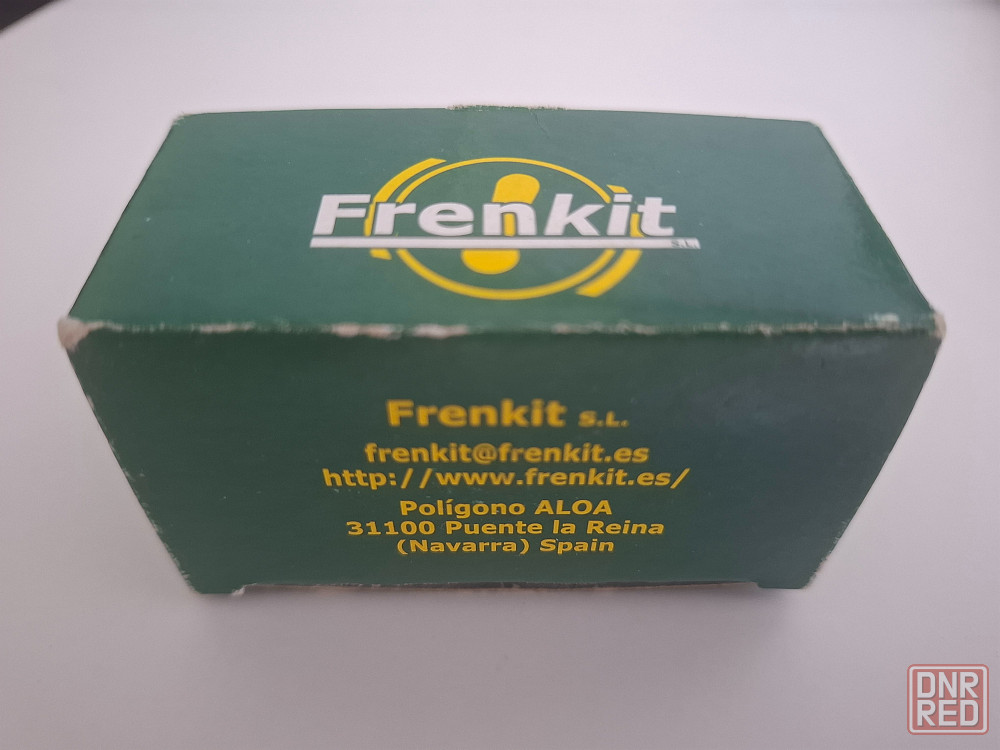 Frenkit
S.L.
Frenkit S.L.
frenkit@frenkit.es
http://www.frenkit.es/
Polígono ALOA
31100 Puente la Reina
(Navarra) Spain
DNR
RED